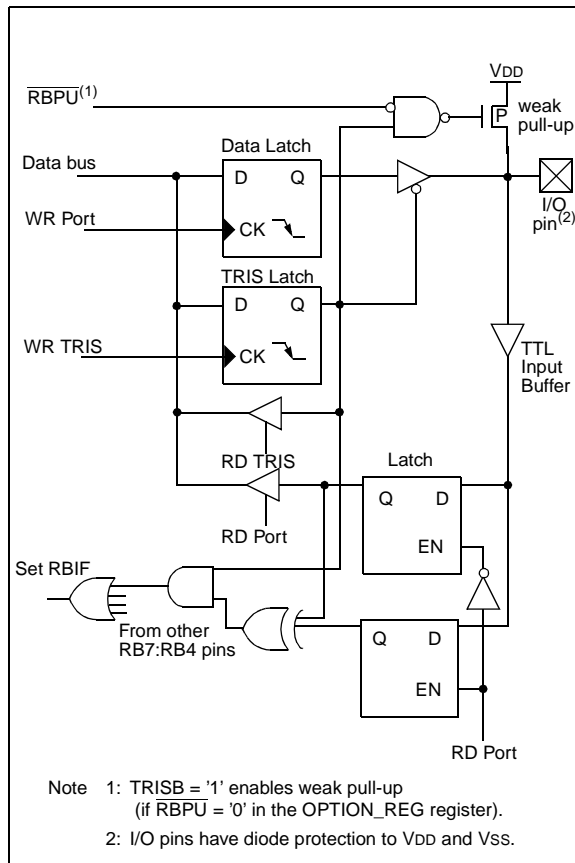 VDD
RBPU(1)
P
weak
pull-up
Data Latch
Data bus
D Q
I/O
pin(2)
WR Port
CK
TRIS Latch
D Q
WR TRIS
CK
TTL
Input
Buffer
RD TRIS
Latch
Q D
RD Port
EN
Set RBIF
From other
RB7:RB4 pins
Q D
EN
RD Port
Note 1: TRISB = '1' enables weak pull-up
(if RBPU = '0' in the OPTION_REG register).
2: I/O pins have diode protection to VDD and VSS.